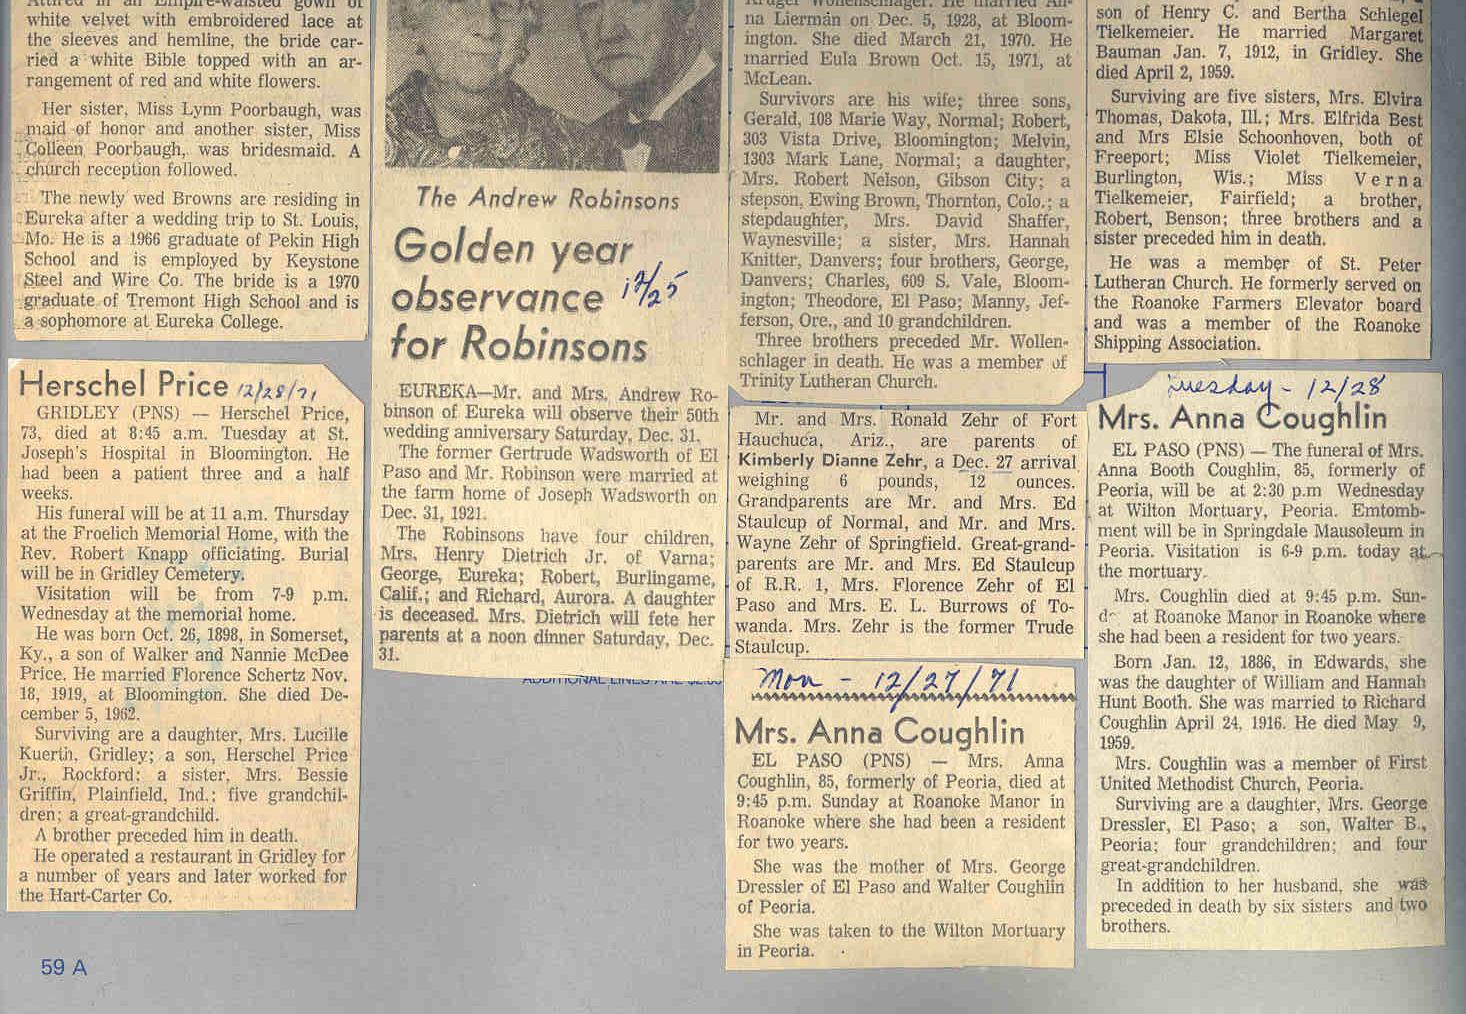 Attired in an Empire-waisted gown of
white velvet with embroidered lace at
the sleeves and hemline, the bride car-
ried a white Bible topped with an ar-
rangement of red and white flowers.
Her sister, Miss Lynn Poorbaugh, was
maid of honor and another sister, Miss
Colleen Poorbaugh, was bridesmaid. A
church reception followed.
The newly wed Browns are residing in
Eureka after a wedding trip to St. Louis,
Mo. He is a 1966 graduate of Pekin High
School and is employed by Keystone
Steel and Wire Co. The bride is a 1970
graduate of Tremont High School and is
a sophomore at Eureka College.
Herschel Price 12/28/71
GRIDLEY (PNS) — Herschel Price,
73, died at 8:45 a.m. Tuesday at St.
Joseph's Hospital in Bloomington. He
had been a patient three and a half
weeks.
His funeral will be at 11 a.m. Thursday
at the Froelich Memorial Home, with the
Rev. Robert Knapp officiating. Burial
will be in Gridley Cemetery.
Visitation will be from 7-9 p.m.
Wednesday at the memorial home.
He was born Oct. 26, 1898, in Somerset,
Ky., a son of Walker and Nannie McDee
Price. He married Florence Schertz Nov.
18, 1919, at Bloomington. She died De-
cember 5, 1962.
Surviving are a daughter, Mrs. Lucille
Kuerth, Gridley; a son, Herschel Price
Jr., Rockford; a sister, Mrs. Bessie
Griffin, Plainfield, Ind.; five grandchil-
dren; a great-grandchild.
A brother preceded him in death.
He operated a restaurant in Gridley for
a number of years and later worked for
the Hart-Carter Co.
59 A
The Andrew Robinsons
Golden year
observance 12/25
for Robinsons
EUREKA—Mr. and Mrs. Andrew Ro-
binson of Eureka will observe their 50th
wedding anniversary Saturday, Dec. 31.
The former Gertrude Wadsworth of El
Paso and Mr. Robinson were married at
the farm home of Joseph Wadsworth on
Dec. 31, 1921.
The Robinsons have four children,
Mrs. Henry Dietrich Jr. of Varna;
George, Eureka; Robert, Burlingame,
Calif.; and Richard, Aurora. A daughter
is deceased. Mrs. Dietrich will fete her
parents at a noon dinner Saturday, Dec.
31.
ADDITIONAL LINES ARE
Kruger Wollenschlager. He married An-
na Lierman on Dec. 5, 1928, at Bloom-
ington. She died March 21, 1970. He
married Eula Brown Oct. 15, 1971, at
McLean.
Survivors are his wife; three sons,
Gerald, 108 Marie Way, Normal; Robert,
303 Vista Drive, Bloomington; Melvin,
1303 Mark Lane, Normal; a daughter,
Mrs. Robert Nelson, Gibson City; a
stepson, Ewing Brown, Thornton, Colo.; a
stepdaughter, Mrs. David Shaffer,
Waynesville; a sister, Mrs. Hannah
Knitter, Danvers; four brothers, George,
Danvers; Charles, 609 S. Vale, Bloom-
ington; Theodore, El Paso; Manny, Jef-
ferson, Ore., and 10 grandchildren.
Three brothers preceded Mr. Wollen-
schlager in death. He was a member of
Trinity Lutheran Church.
Mr. and Mrs. Ronald Zehr of Fort
Hauchuca, Ariz., are parents of
Kimberly Dianne Zehr, a Dec. 27 arrival
weighing 6 pounds, 12 ounces.
Grandparents are Mr. and Mrs. Ed
Staulcup of Normal, and Mr. and Mrs.
Wayne Zehr of Springfield. Great-grand-
parents are Mr. and Mrs. Ed Staulcup
of R.R. 1, Mrs. Florence Zehr of El
Paso and Mrs. E. L. Burrows of To-
wanda. Mrs. Zehr is the former Trude
Staulcup.
Mon - 12/27/71
Mrs. Anna Coughlin
EL PASO (PNS) — Mrs. Anna
Coughlin, 85, formerly of Peoria, died at
9:45 p.m. Sunday at Roanoke Manor in
Roanoke where she had been a resident
for two years.
She was the mother of Mrs. George
Dressler of El Paso and Walter Coughlin
of Peoria.
She was taken to the Wilton Mortuary
in Peoria.
son of Henry C. and Bertha Schlegel
Tielkemeier. He married Margaret
Bauman Jan. 7, 1912, in Gridley. She
died April 2, 1959.
Surviving are five sisters, Mrs. Elvira
Thomas, Dakota, Ill.; Mrs. Elfrida Best
and Mrs Elsie Schoonhoven, both of
Freeport; Miss Violet Tielkemeier,
Burlington, Wis.; Miss Verna
Tielkemeier, Fairfield; a brother,
Robert, Benson; three brothers and a
sister preceded him in death.
He was a member of St. Peter
Lutheran Church. He formerly served on
the Roanoke Farmers Elevator board
and was a member of the Roanoke
Shipping Association.
Tuesday - 12/28
Mrs. Anna Coughlin
EL PASO (PNS) — The funeral of Mrs.
Anna Booth Coughlin, 85, formerly of
Peoria, will be at 2:30 p.m Wednesday
at Wilton Mortuary, Peoria. Emtomb-
ment will be in Springdale Mausoleum in
Peoria. Visitation is 6-9 p.m. today at
the mortuary.
Mrs. Coughlin died at 9:45 p.m. Sun-
d at Roanoke Manor in Roanoke where
she had been a resident for two years.
Born Jan. 12, 1886, in Edwards, she
was the daughter of William and Hannah
Hunt Booth. She was married to Richard
Coughlin April 24, 1916. He died May 9,
1959.
Mrs. Coughlin was a member of First
United Methodist Church, Peoria.
Surviving are a daughter, Mrs. George
Dressler, El Paso; a son, Walter B.,
Peoria; four grandchildren; and four
great-grandchildren.
In addition to her husband, she was
preceded in death by six sisters and two
brothers.